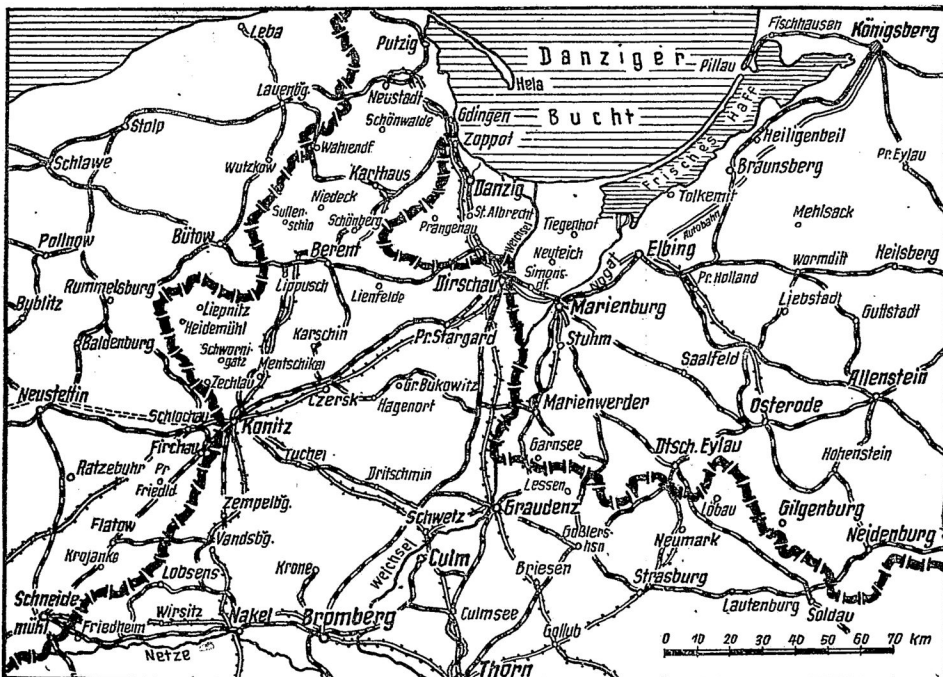 Leba
Putzig
Fischhausen
Königsberg
Danziger
Pillau
Hela
Lauenbg.
Neustadt
Gdingen
Bucht
Frisches Haff
Stolp
Schönwalde
Zoppot
Heiligenbeil
Schlawe
Wutzkow
Wahlendf.
Karthaus
Danzig
Braunsberg
Pr. Eylau
Niedeck
St. Albrecht
Tolkemit
Mehlsack
Sullenschin
Schönberg
Prangenau
Weichsel
Tiegenhof
Autobahn
Pollnow
Bütow
Berent
Neuteich
Elbing
Wormditt
Heilsberg
Rummelsburg
Lippusch
Lienfelde
Dirschau
Simonsdf.
Nogat
Pr. Holland
Bublitz
Liepnitz
Marienburg
Liebstadt
Guttstadt
Heidemühl
Karschin
Pr. Stargard
Stuhm
Baldenburg
Schwornigatz
Mentschikal
Saalfeld
Zechlau
Gr. Bukowitz
Allenstein
Neustettin
Czersk
Hagenort
Marienwerder
Schlochau
Konitz
Osterode
Firchau
Tuchel
Garnsee
Dtsch. Eylau
Hohenstein
Ratzebuhr
Pr. Friedld
Dritschmin
Lessen
Zempelbg.
Löbau
Gilgenburg
Flatow
Schwetz
Graudenz
Goßlershsn
Neidenburg
Vandsbg.
Neumark
Krojanke
Weichsel
Culm
Lobsens
Krone
Briesen
Strasburg
Schneidemühl
Wirsitz
Culmsee
Lautenburg
Soldau
Friedheim
Nakel
Bromberg
Gollub
Netze
Thorn
0 10 20 30 40 50 60 70 KM